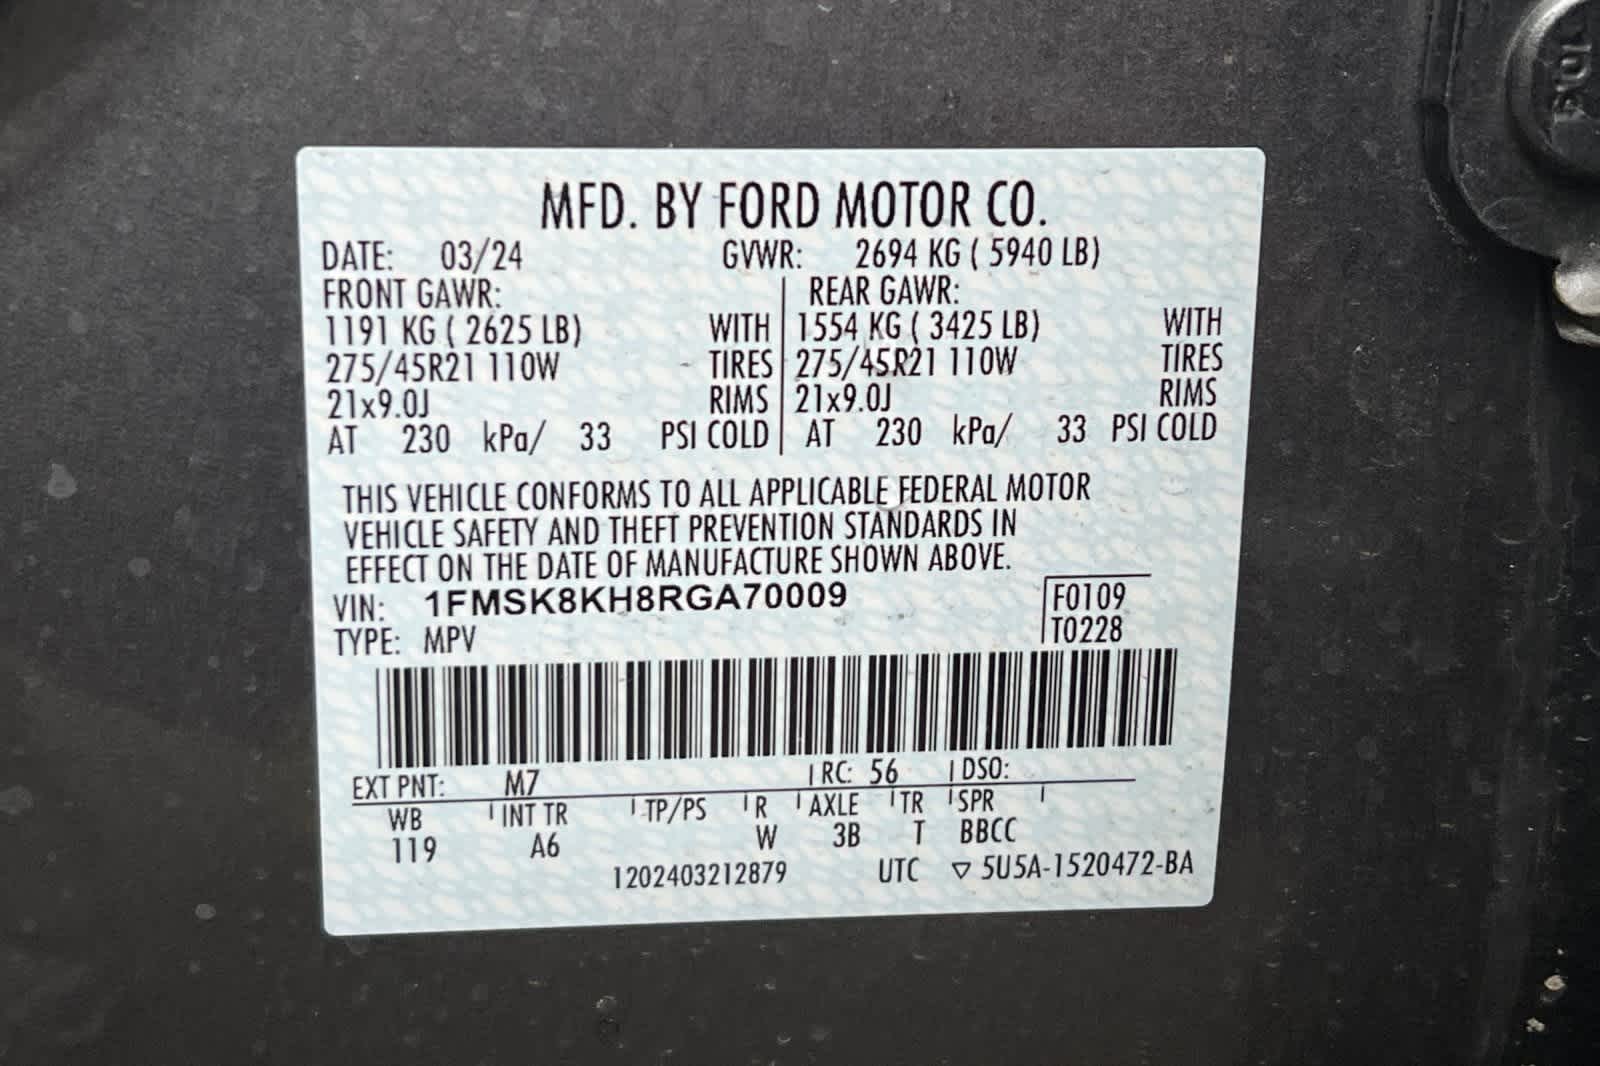 MFD. BY FORD MOTOR CO.
DATE: 03/24 GVWR: 2694 KG ( 5940 LB)
FRONT GAWR: REAR GAWR:
1191 KG ( 2625 LB) WITH 1554 KG ( 3425 LB) WITH
275/45R21 110W TIRES 275/45R21 110W TIRES
21x9.0J RIMS 21x9.0J RIMS
AT 230 kPa/ 33 PSI COLD AT 230 kPa/ 33 PSI COLD
THIS VEHICLE CONFORMS TO ALL APPLICABLE FEDERAL MOTOR
VEHICLE SAFETY AND THEFT PREVENTION STANDARDS IN
EFFECT ON THE DATE OF MANUFACTURE SHOWN ABOVE.
VIN: 1FMSK8KH8RGA70009 F0109
TYPE: MPV T0228
EXT PNT: M7 RC: 56 DSO:
WB INT TR TP/PS R AXLE TR SPR
119 A6 W 3B T BBCC
1202403212879 UTC ▽ 5U5A-1520472-BA